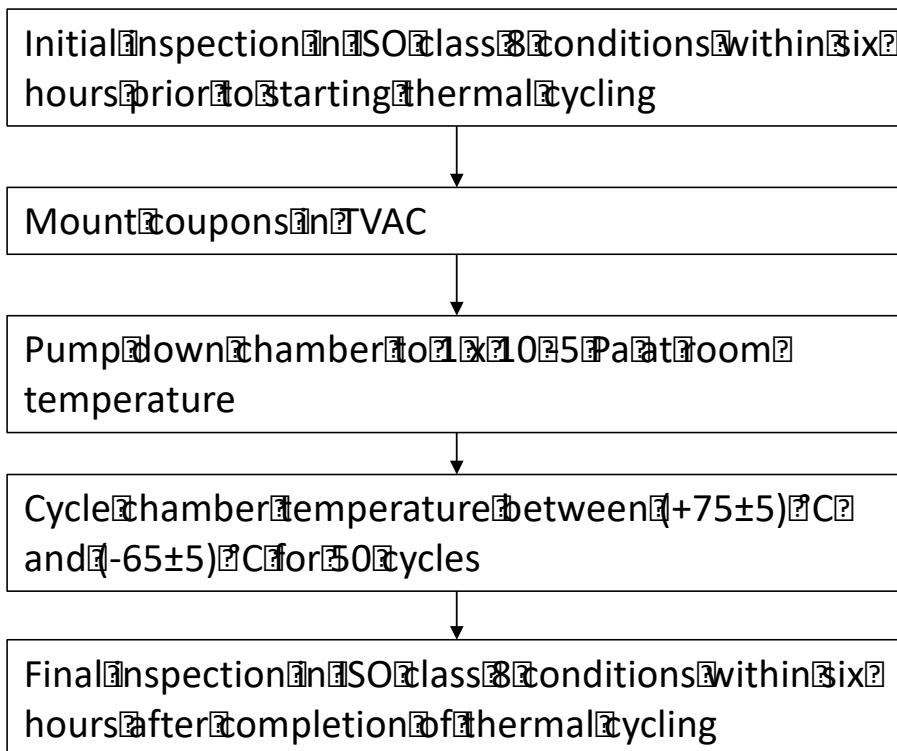 Initial inspection in ISO class 8 conditions within six
hours prior to starting thermal cycling
Mount coupons in TVAC
Pump down chamber to 1 x 10 -5 Pa at room
temperature
Cycle chamber temperature between (+75±5) °C
and (-65±5) °C for 50 cycles
Final inspection in ISO class 8 conditions within six
hours after completion of thermal cycling